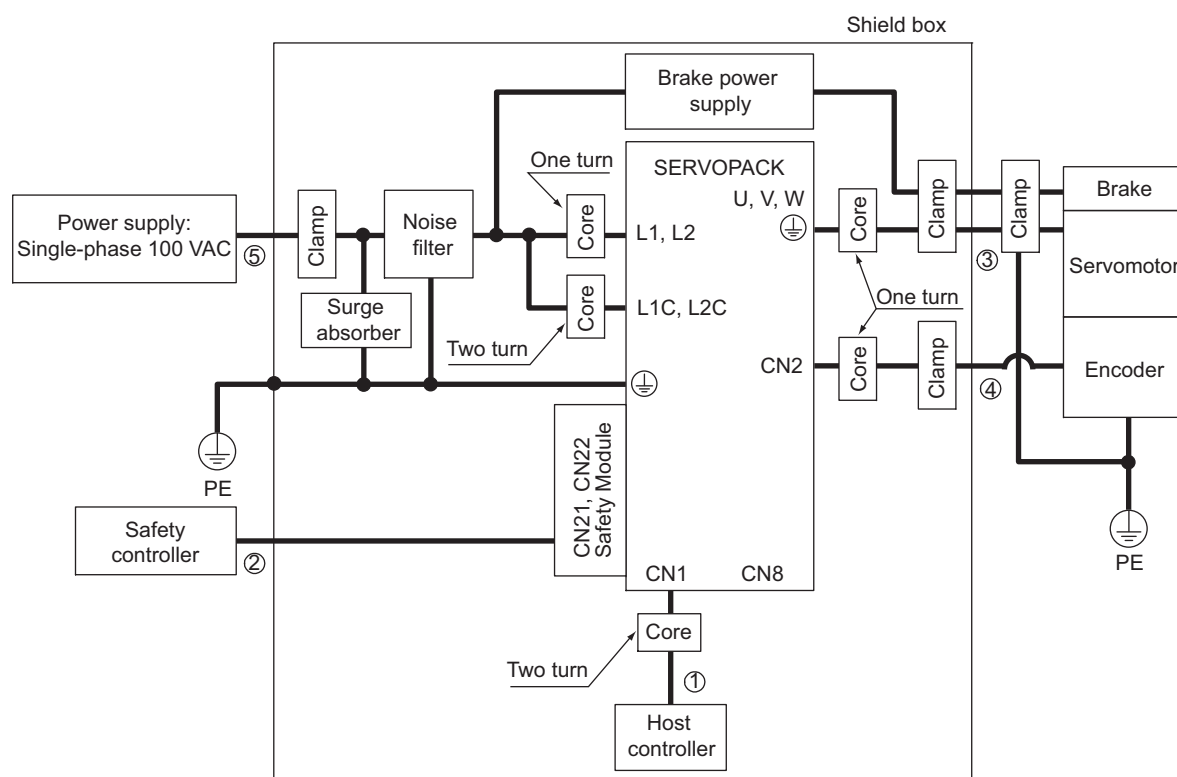 Shield box
Brake power
supply
One turn
SERVOPACK
U, V, W
Brake
Power supply:
Single-phase 100 VAC
⑤
Clamp
Noise
filter
Core
L1, L2
Core
Clamp
Clamp
③
Servomotor
Surge
absorber
Core
L1C, L2C
One turn
Two turn
CN2
Core
Clamp
④
Encoder
PE
CN21, CN22
Safety Module
Safety
controller
②
PE
CN1
CN8
Core
Two turn
①
Host
controller